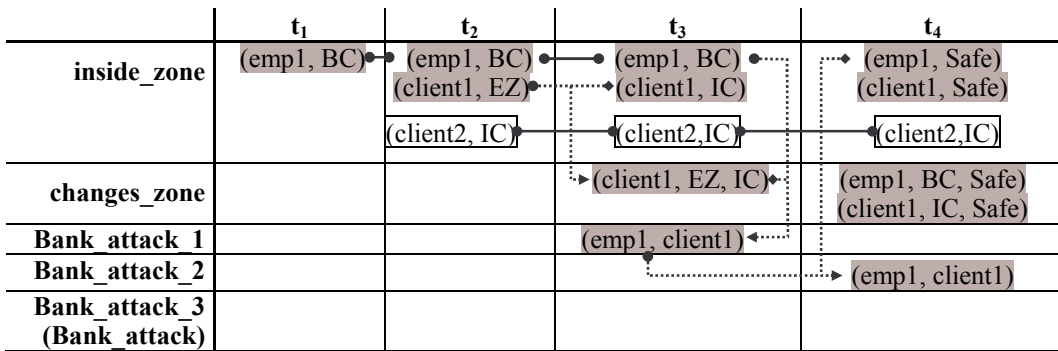 t₁ t₂ t₃ t₄
inside_zone (emp1, BC) (emp1, BC) (emp1, BC) (emp1, Safe)
(client1, EZ) (client1, IC) (client1, Safe)
(client2, IC) (client2,IC) (client2,IC)
changes_zone (client1, EZ, IC) (emp1, BC, Safe)
(client1, IC, Safe)
Bank_attack_1 (emp1, client1)
Bank_attack_2 (emp1, client1)
Bank_attack_3
(Bank_attack)